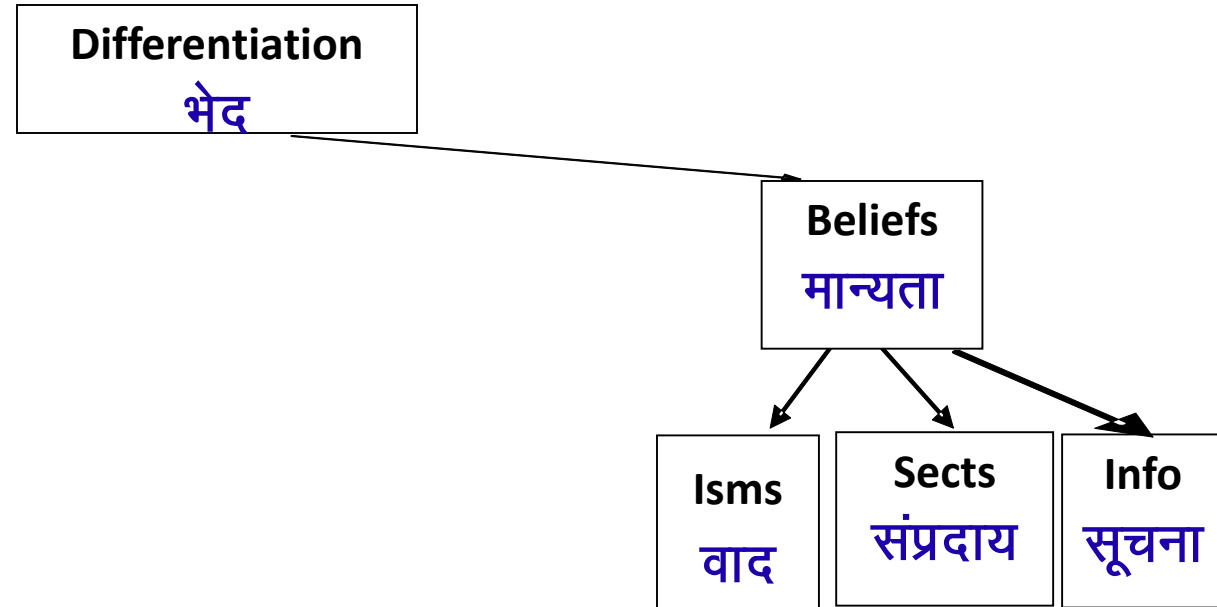 Differentiation
भेद
Beliefs
मान्यता
Isms
वाद
Sects
संप्रदाय
Info
सूचना